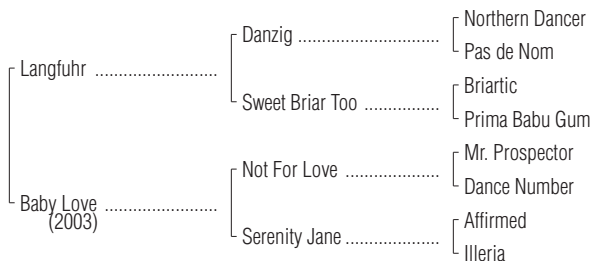 Northern Dancer
Danzig ........................
Pas de Nom
Langfuhr .....................
Briartic
Sweet Briar Too .............
Prima Babu Gum
Mr. Prospector
Not For Love ................
Dance Number
Baby Love ...................
(2003)
Affirmed
Serenity Jane ................
Illeria